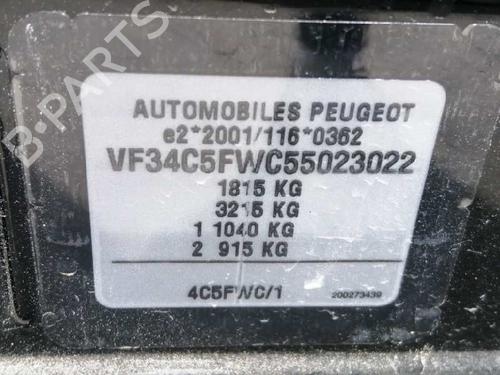 B-PARTS
AUTOMOBILES PEUGEOT
e2*2001/116*0362
VF34C5FWC55023022
1815 KG
3215 KG
1 1040 KG
2 915 KG
4C5FWC/1
200273439